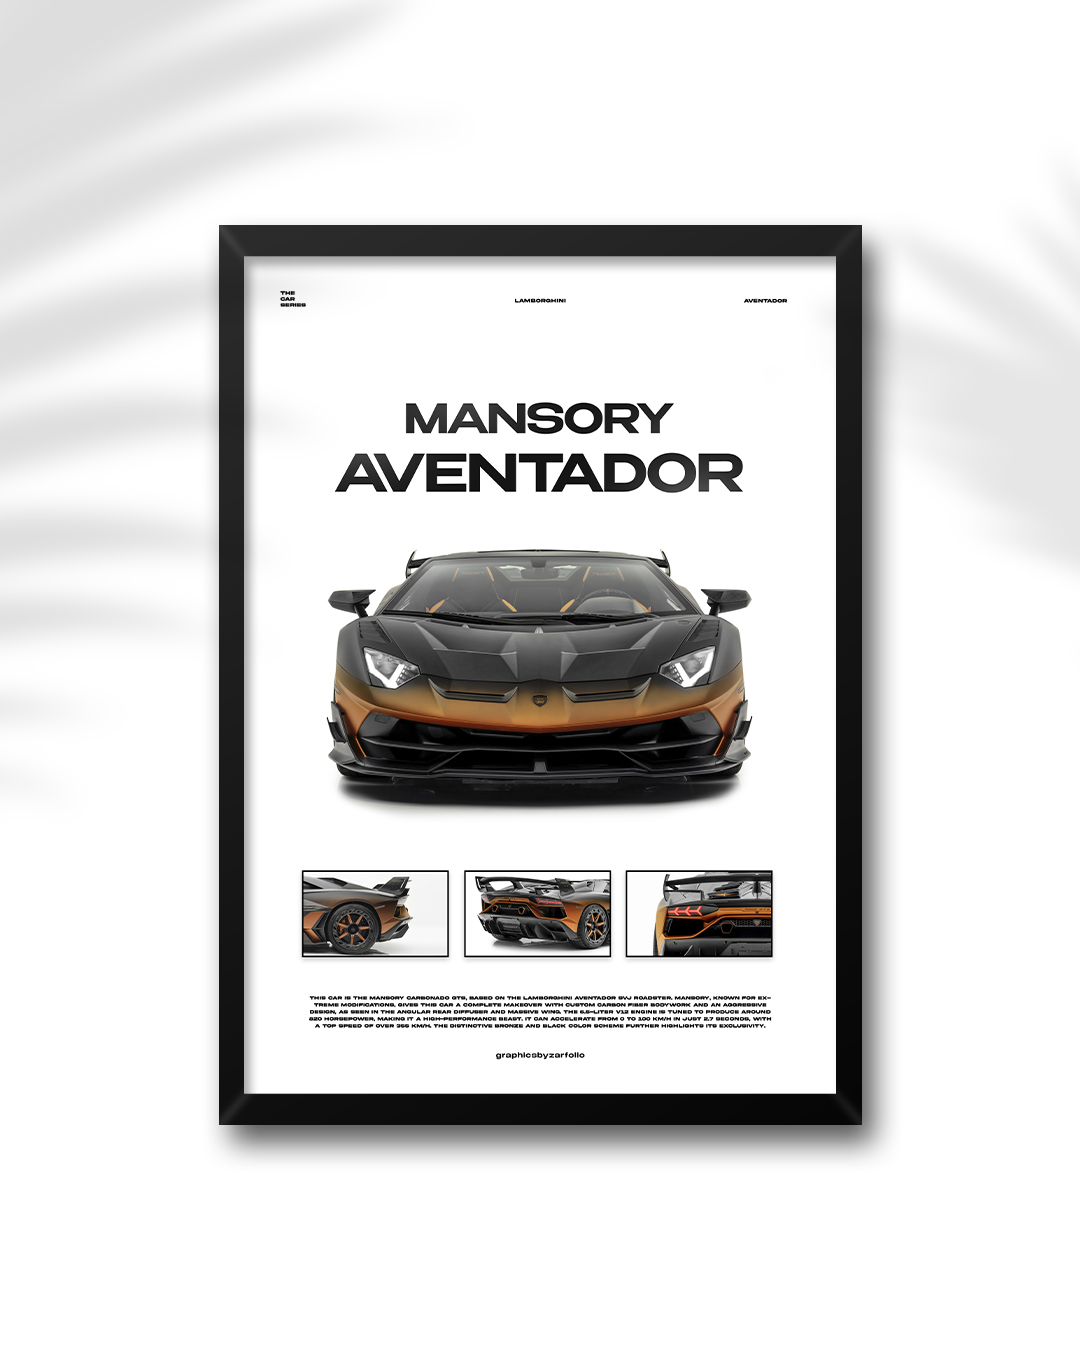 THE
CAR
SERIES
LAMBORGHINI
AVENTADOR
MANSORY
AVENTADOR
THIS CAR IS THE MANSORY CARBONADO GTS, BASED ON THE LAMBORGHINI AVENTADOR SVJ ROADSTER. MANSORY, KNOWN FOR EX-
TREME MODIFICATIONS, GIVES THIS CAR A COMPLETE MAKEOVER WITH CUSTOM CARBON FIBER BODYWORK AND AN AGGRESSIVE
DESIGN, AS SEEN IN THE ANGULAR REAR DIFFUSER AND MASSIVE WING. THE 6.5-LITER V12 ENGINE IS TUNED TO PRODUCE AROUND
820 HORSEPOWER, MAKING IT A HIGH-PERFORMANCE BEAST. IT CAN ACCELERATE FROM 0 TO 100 KM/H IN JUST 2.7 SECONDS, WITH
A TOP SPEED OF OVER 355 KM/H. THE DISTINCTIVE BRONZE AND BLACK COLOR SCHEME FURTHER HIGHLIGHTS ITS EXCLUSIVITY.
graphicsbyzarfolio